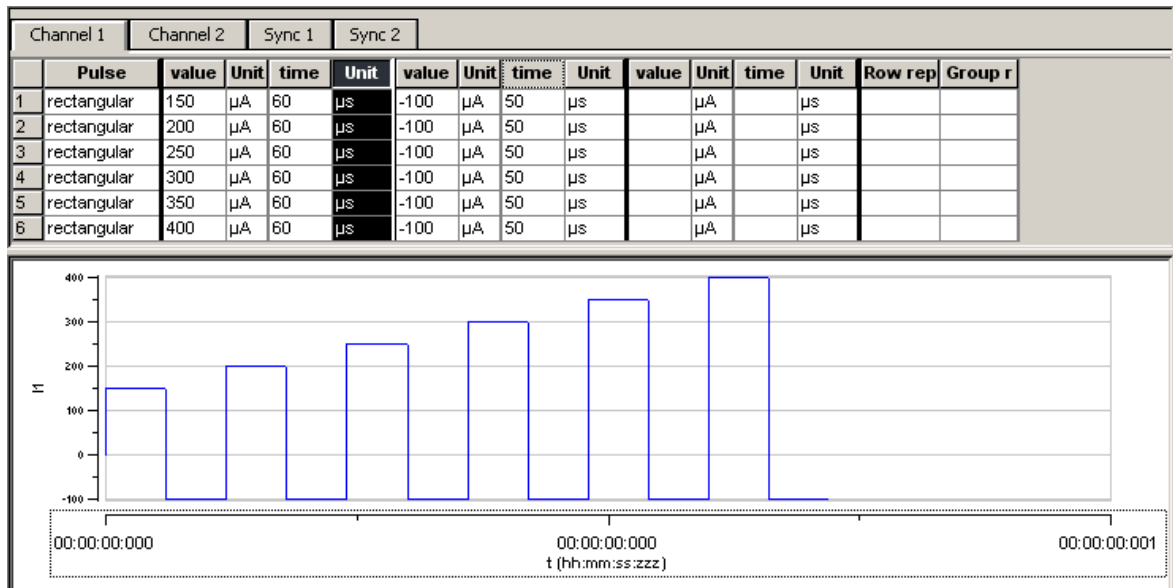 Channel 1 Channel 2 Sync 1 Sync 2
Pulse value Unit time Unit value Unit time Unit value Unit time Unit Row rep Group r
1 rectangular 150 µA 60 µs -100 µA 50 µs µA µs
2 rectangular 200 µA 60 µs -100 µA 50 µs µA µs
3 rectangular 250 µA 60 µs -100 µA 50 µs µA µs
4 rectangular 300 µA 60 µs -100 µA 50 µs µA µs
5 rectangular 350 µA 60 µs -100 µA 50 µs µA µs
6 rectangular 400 µA 60 µs -100 µA 50 µs µA µs
400
300
200
100
0
-100
00:00:00:000 00:00:00:000 00:00:00:001
t (hh:mm:ss:zzz)